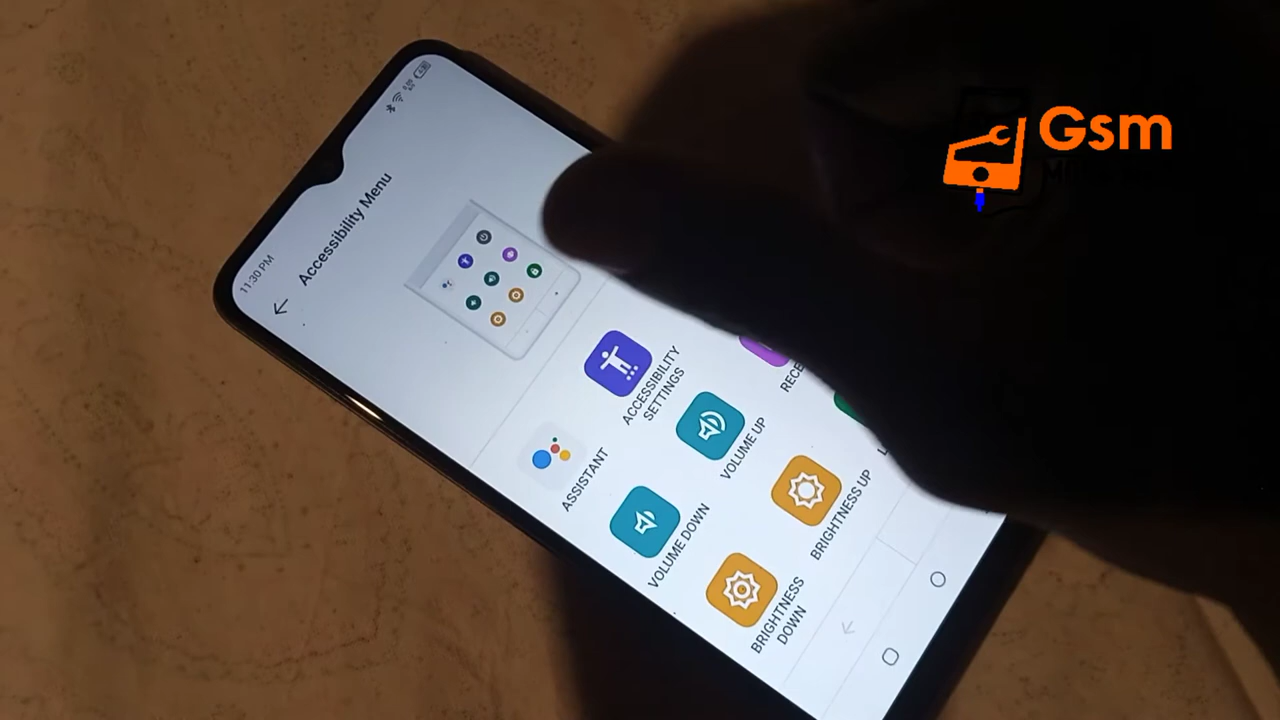 11:30 PM
Accessibility Menu
ASSISTANT
ACCESSIBILITY
SETTINGS
VOLUME DOWN
VOLUME UP
BRIGHTNESS
DOWN
BRIGHTNESS UP
Gsm